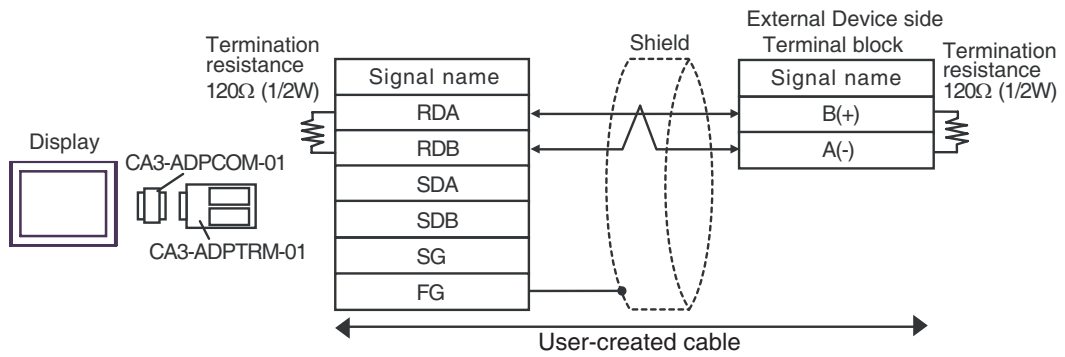 External Device side
Terminal block
Shield
Termination
resistance
120Ω (1/2W)
Termination
resistance
120Ω (1/2W)
Signal name
RDA
RDB
SDA
SDB
SG
FG
Signal name
B(+)
A(-)
Display
CA3-ADPCOM-01
CA3-ADPTRM-01
User-created cable